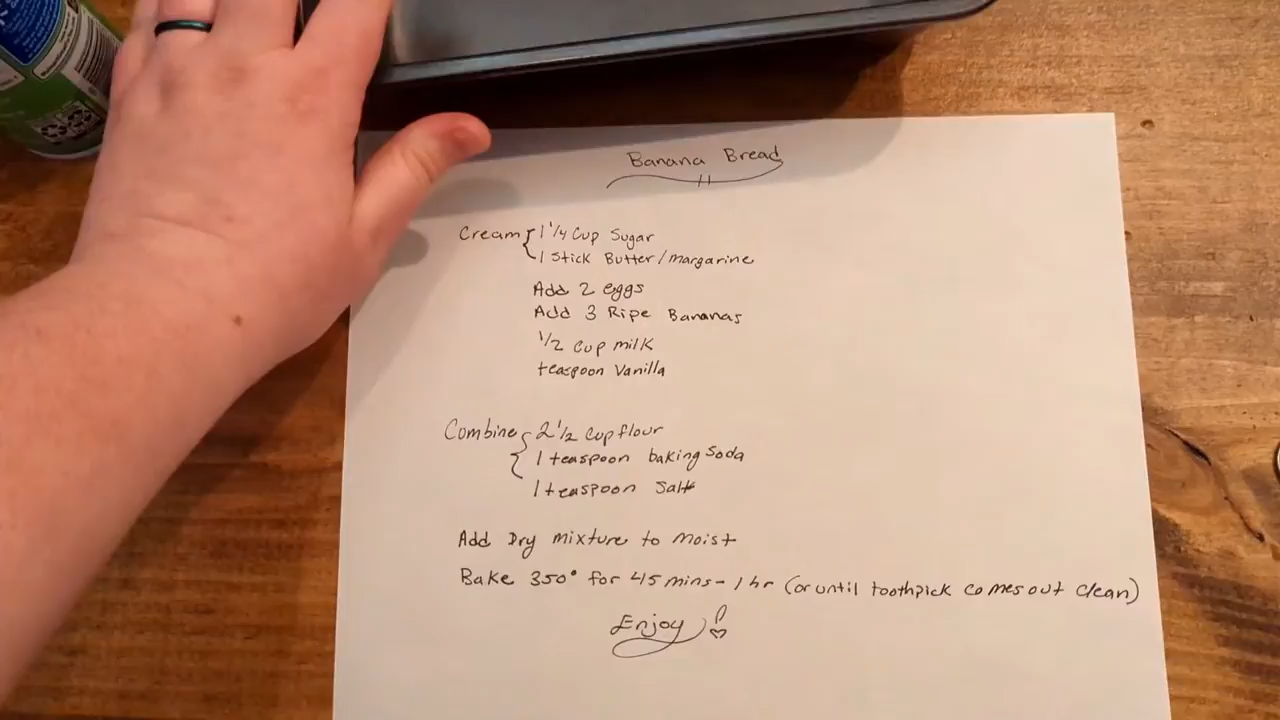 Banana Bread
Cream { 1 1/4 Cup Sugar
1 Stick Butter/margarine
Add 2 eggs
Add 3 Ripe Bananas
1/2 cup milk
teaspoon Vanilla
Combine { 2 1/2 Cup flour
1 teaspoon baking Soda
1 teaspoon Salt
Add Dry mixture to moist
Bake 350° for 45 mins - 1 hr (or until toothpick comes out clean)
Enjoy!